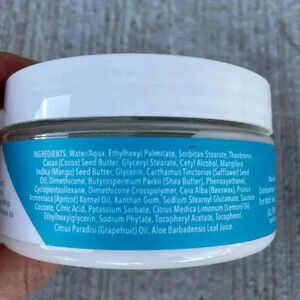 INGREDIENTS: Water/Aqua, Ethylhexyl Palmitate, Sorbitan Stearate, Theobroma
Cacao (Cocoa) Seed Butter, Glyceryl Stearate, Cetyl Alcohol, Mangifera
Indica (Mango) Seed Butter, Glycerin, Carthamus Tinctorius (Safflower) Seed
Oil, Dimethicone, Butyrospermum Parkii (Shea Butter), Phenoxyethanol,
Cyclopentasiloxane, Dimethicone Crosspolymer, Cera Alba (Beeswax), Prunus
Armeniaca (Apricot) Kernel Oil, Xanthan Gum, Sodium Stearoyl Glutamate, Sucrose
Cocoate, Citric Acid, Potassium Sorbate, Citrus Medica Limonum (Lemon) Oil,
Ethylhexylglycerin, Sodium Phytate, Tocopheryl Acetate, Tocopherol,
Citrus Paradisi (Grapefruit) Oil, Aloe Barbadensis Leaf Juice.